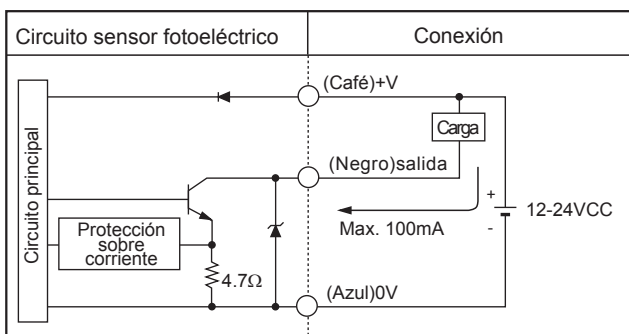 Circuito sensor fotoeléctrico
Conexión
Circuito principal
(Café)+V
Carga
(Negro)salida
Protección
sobre
corriente
Max. 100mA
+
-
12-24VCC
4.7Ω
(Azul)0V